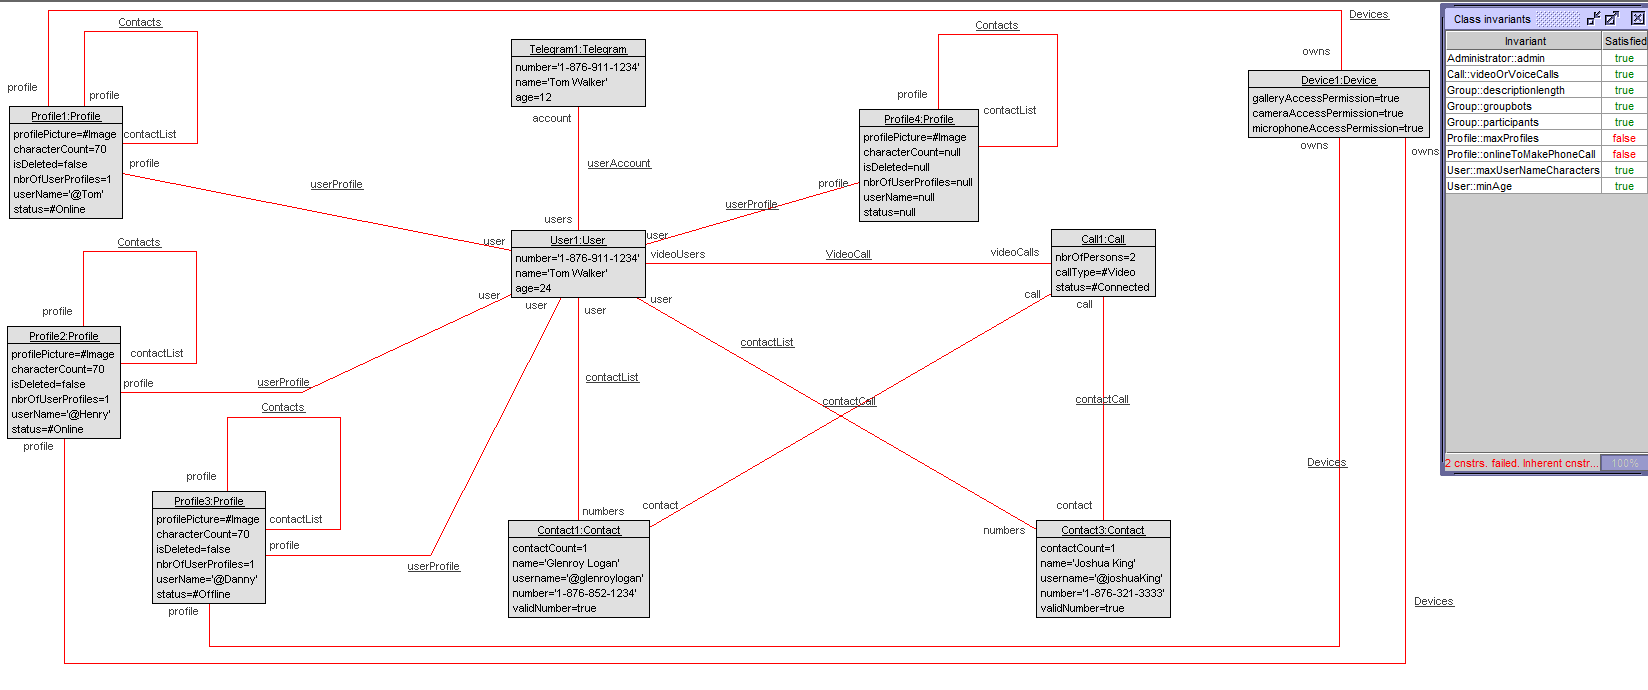 Contacts
Devices
owns
profile
profile
Profile1:Profile
profilePicture=#Image
characterCount=70
isDeleted=false
nbrOfUserProfiles=1
userName='@Tom'
status=#Online
contactList
profile
userProfile
user
Telegram1:Telegram
number='1-876-911-1234'
name='Tom Walker'
age=12
account
userAccount
users
User1:User
number='1-876-911-1234'
name='Tom Walker'
age=24
Contacts
profile
contactList
Profile4:Profile
profilePicture=#Image
characterCount=null
isDeleted=null
nbrOfUserProfiles=null
userName=null
status=null
profile
userProfile
user
Device1:Device
galleryAccessPermission=true
cameraAccessPermission=true
microphoneAccessPermission=true
owns
owns
videoUsers
VideoCall
videoCalls
Call1:Call
nbrOfPersons=2
callType=#Video
status=#Connected
call
call
Contacts
profile
Profile2:Profile
profilePicture=#Image
characterCount=70
isDeleted=false
nbrOfUserProfiles=1
userName='@Henry'
status=#Online
contactList
profile
userProfile
user
profile
user
user
user
contactList
contactList
contactCall
contactCall
Contacts
profile
Profile3:Profile
profilePicture=#Image
characterCount=70
isDeleted=false
nbrOfUserProfiles=1
userName='@Danny'
status=#Offline
contactList
profile
userProfile
profile
numbers
contact
Contact1:Contact
contactCount=1
name='Glenroy Logan'
username='@glenroylogan'
number='1-876-852-1234'
validNumber=true
contact
numbers
Contact3:Contact
contactCount=1
name='Joshua King'
username='@joshuaKing'
number='1-876-321-3333'
validNumber=true
Devices
Devices
Class invariants
Invariant Satisfied
Administrator::admin true
Call::videoOrVoiceCalls true
Group::descriptionlength true
Group::groupbots true
Group::participants true
Profile::maxProfiles false
Profile::onlineToMakePhoneCall false
User::maxUserNameCharacters true
User::minAge true
2 cnstrs. failed. Inherent cnstr... 100%